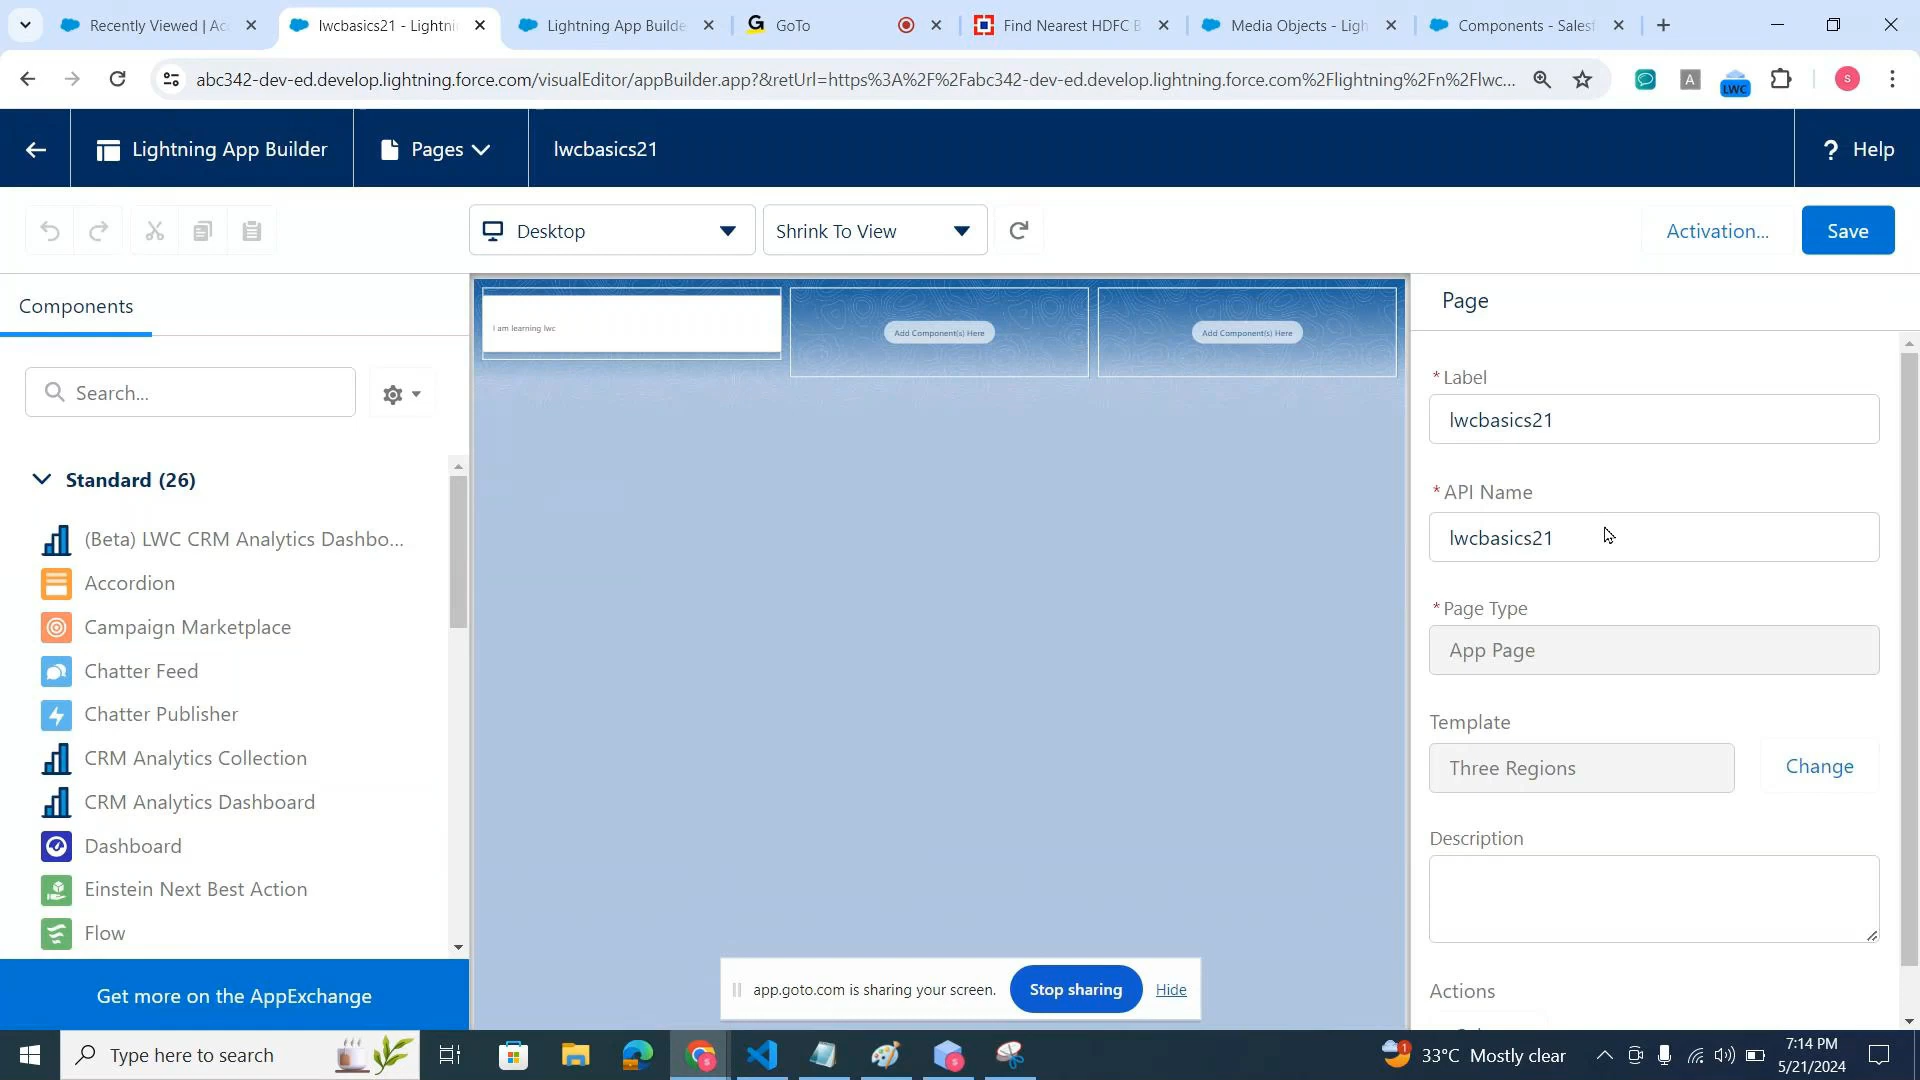 Recently Viewed | Ac
lwcbasics21 - Lightni
Lightning App Builde
GoTo
Find Nearest HDFC B
Media Objects - Ligh
Components - Salesf
abc342-dev-ed.develop.lightning.force.com/visualEditor/appBuilder.app?&retUrl=https%3A%2F%2Fabc342-dev-ed.develop.lightning.force.com%2Flightning%2Fn%2Flwc...
A
LWC
S
Lightning App Builder
Pages
lwcbasics21
? Help
Desktop
Shrink To View
Activation...
Save
Components
Search...
Standard (26)
(Beta) LWC CRM Analytics Dashbo...
Accordion
Campaign Marketplace
Chatter Feed
Chatter Publisher
CRM Analytics Collection
CRM Analytics Dashboard
Dashboard
Einstein Next Best Action
Flow
Get more on the AppExchange
I am learning lwc
Add Component(s) Here
Add Component(s) Here
Page
*Label
lwcbasics21
*API Name
lwcbasics21
*Page Type
App Page
Template
Three Regions
Change
Description
Actions
app.goto.com is sharing your screen.
Stop sharing
Hide
Type here to search
1
33°C Mostly clear
7:14 PM
5/21/2024